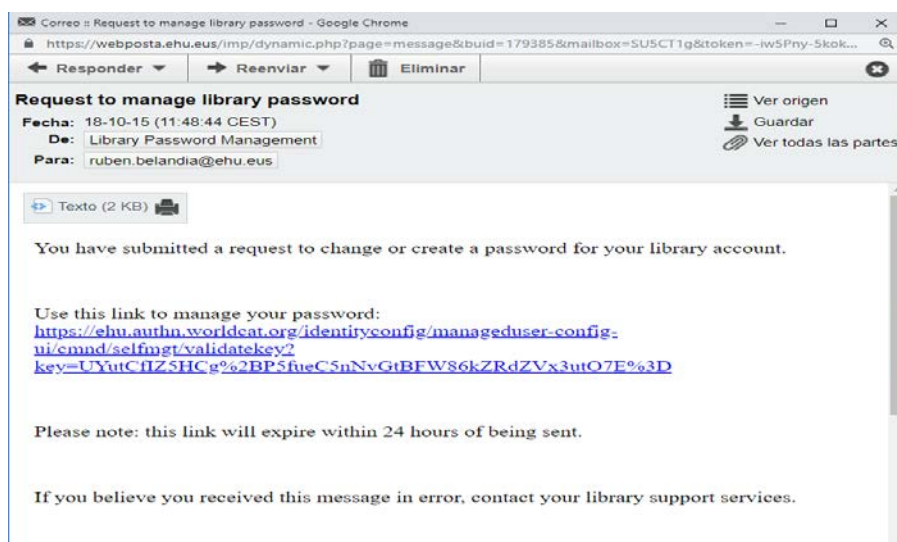 Correo :: Request to manage library password - Google Chrome
https://webposta.ehu.eus/imp/dynamic.php?page=message&buid=179385&mailbox=SU5CT1g&token=-iw5Pny-5kok...
Responder Reenviar Eliminar
Request to manage library password
Ver origen
Fecha: 18-10-15 (11:48:44 CEST)
Guardar
De: Library Password Management
Ver todas las partes
Para: ruben.belandia@ehu.eus
Texto (2 KB)
You have submitted a request to change or create a password for your library account.
Use this link to manage your password:
https://ehu.authn.worldcat.org/identityconfig/manageduser-config-
ui/cmnd/selfmgt/validatekey?
key=UYutCfIZ5HCg%2BP5fueC5nNvGtBFW86kZRdZVx3utO7E%3D
Please note: this link will expire within 24 hours of being sent.
If you believe you received this message in error, contact your library support services.